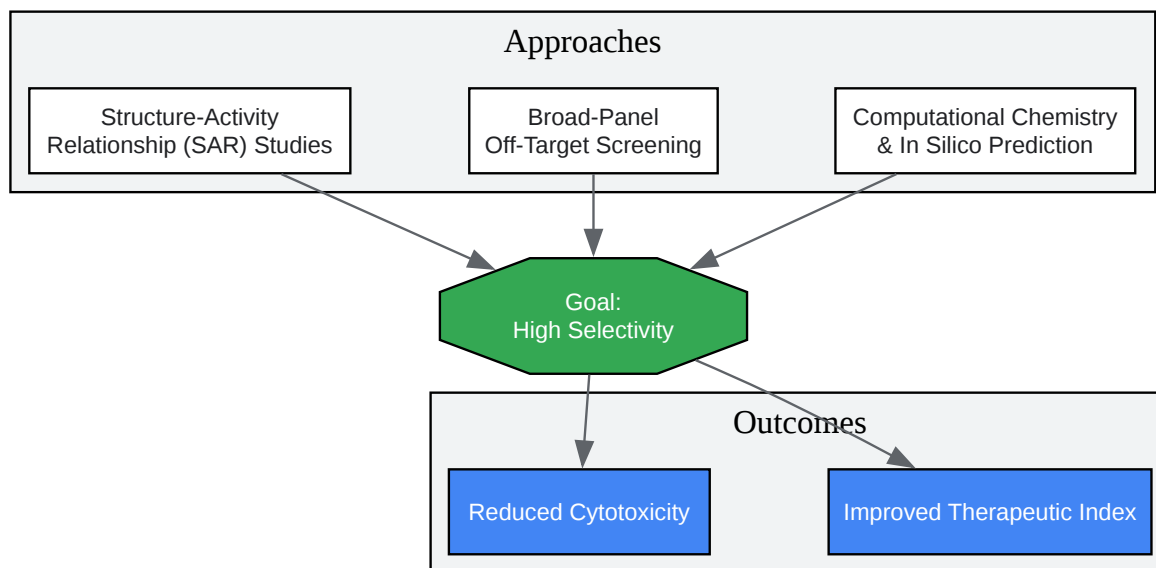 Approaches
Structure-Activity
Relationship (SAR) Studies
Broad-Panel
Off-Target Screening
Computational Chemistry
& In Silico Prediction
Goal:
High Selectivity
Outcomes
Reduced Cytotoxicity
Improved Therapeutic Index